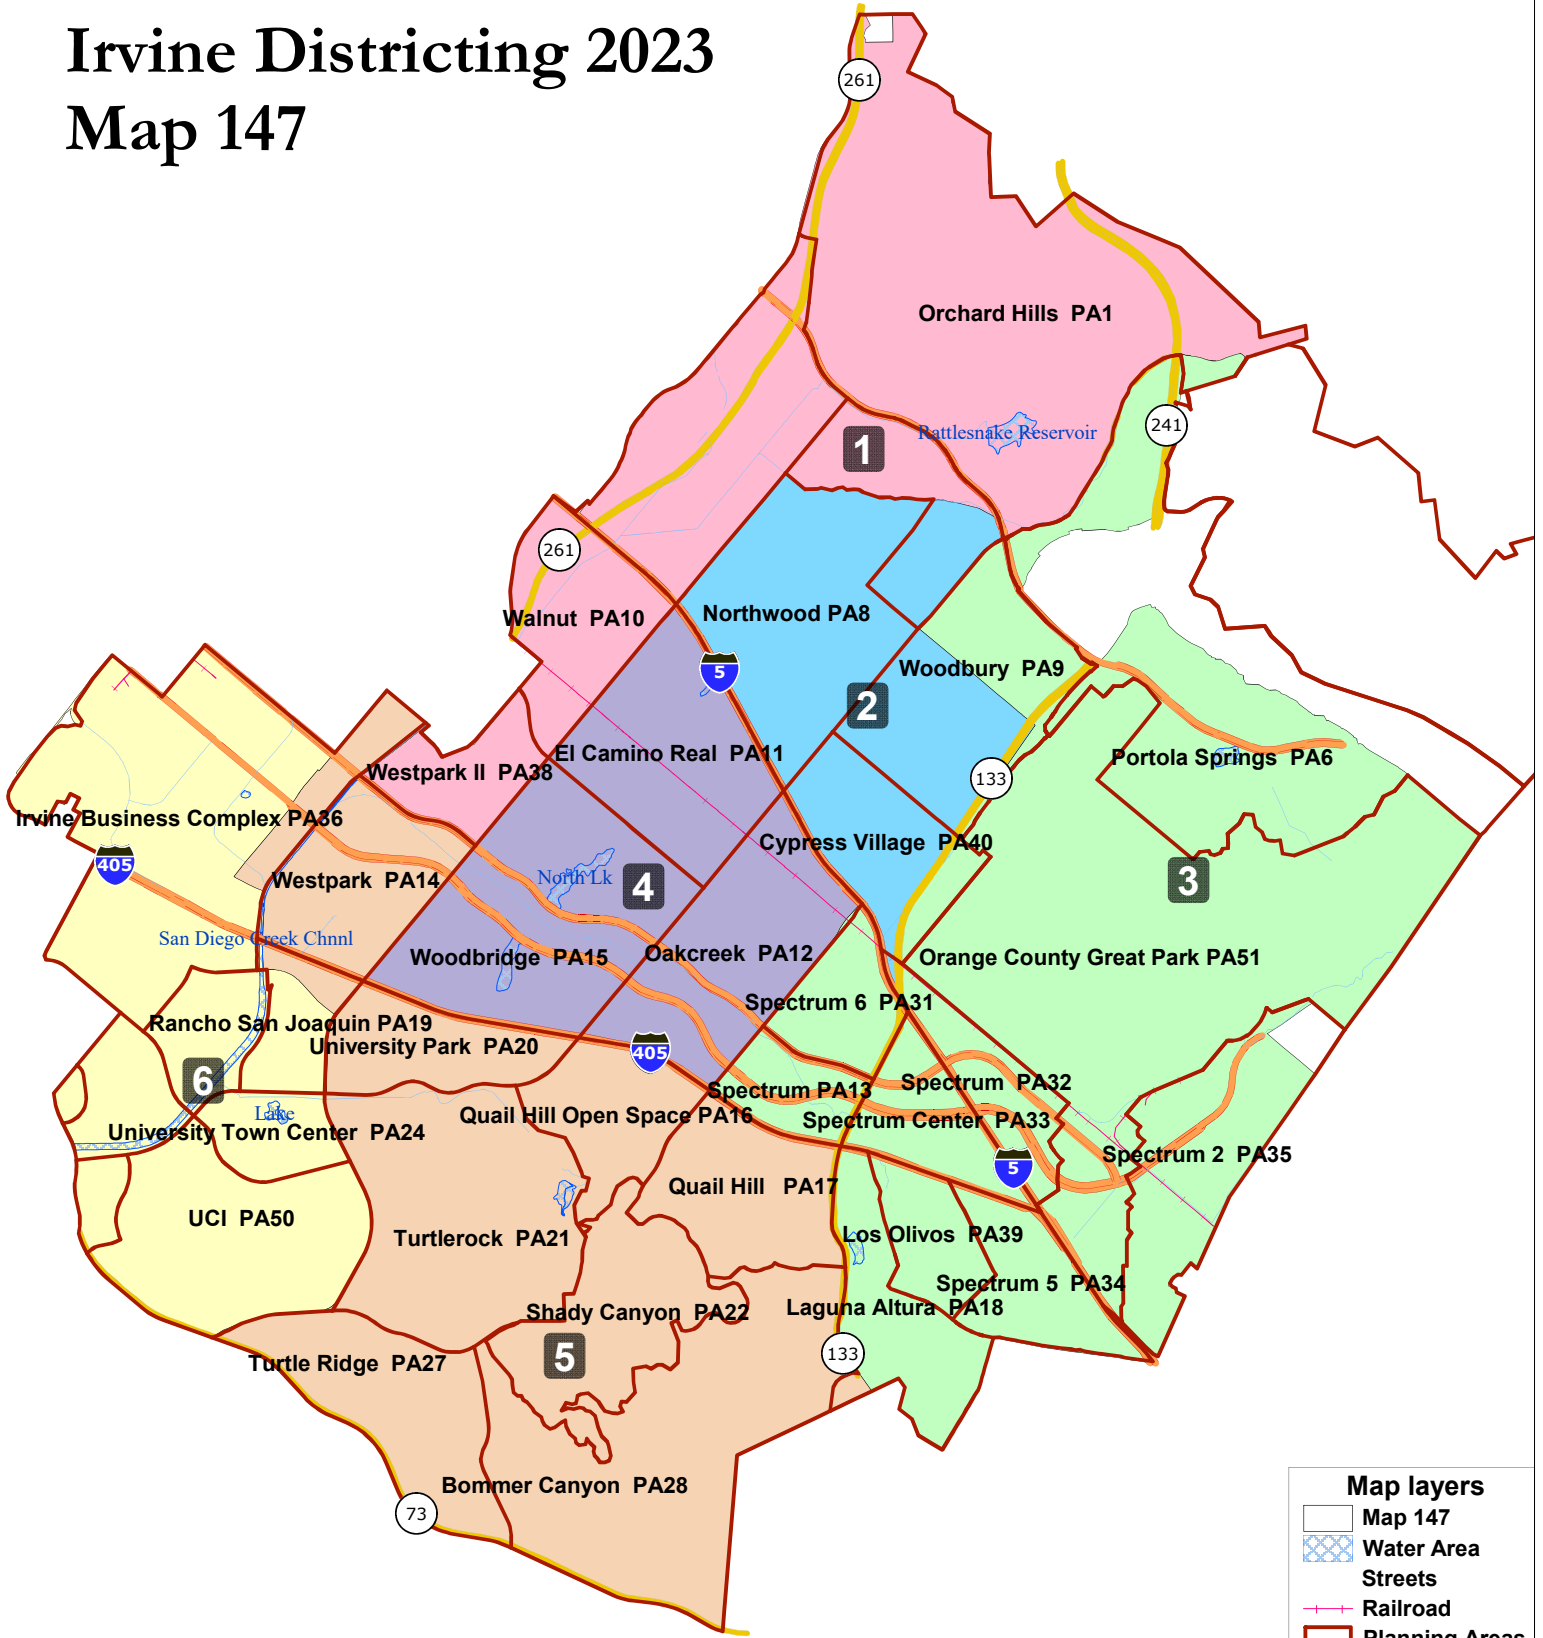 Irvine Districting 2023
Map 147
261
Orchard Hills PA1
241
Rattlesnake Reservoir
1
261
Walnut PA10
Northwood PA8
5
Woodbury PA9
2
El Camino Real PA11
Portola Springs PA6
Westpark II PA38
133
Irvine Business Complex PA36
Cypress Village PA40
405
Westpark PA14
North Lk
4
3
San Diego Creek Chnnl
Woodbridge PA15
Oakcreek PA12
Orange County Great Park PA51
Spectrum 6 PA31
Rancho San Joaquin PA19
University Park PA20
405
6
Spectrum PA13
Spectrum PA32
Lake
Quail Hill Open Space PA16
Spectrum Center PA33
University Town Center PA24
Spectrum 2 PA35
5
Quail Hill PA17
UCI PA50
Turtlerock PA21
Los Olivos PA39
Spectrum 5 PA34
Shady Canyon PA22
Laguna Altura PA18
5
133
Turtle Ridge PA27
Bommer Canyon PA28
73
Map layers
Map 147
Water Area
Streets
Railroad
Planning Areas